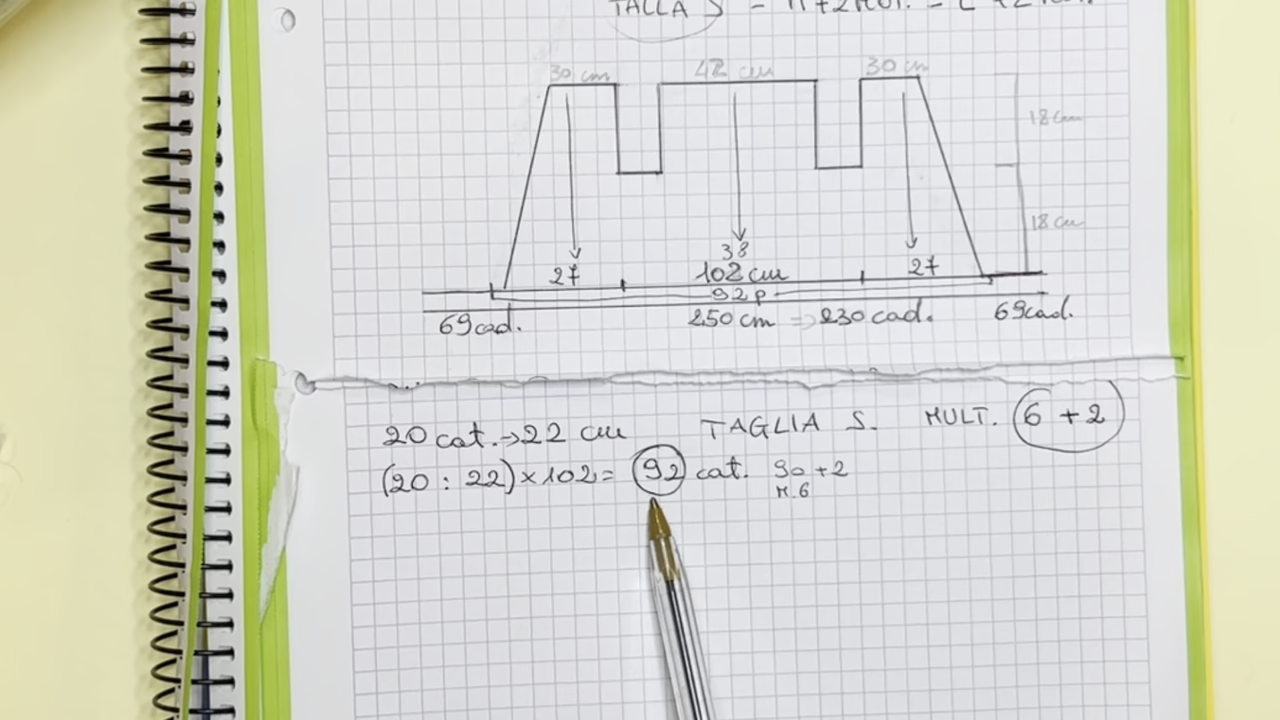 TALLA S -
30 cm 48 cm 30 cm
18 cm
18 cm
38
27 102 cm 27
92 p
69 cad. 250 cm => 230 cad. 69 cad.
20 cat. -> 22 cm TAGLIA S. MULT. 6 + 2
(20 : 22) x 102 = 92 cat. 90 + 2
M.6